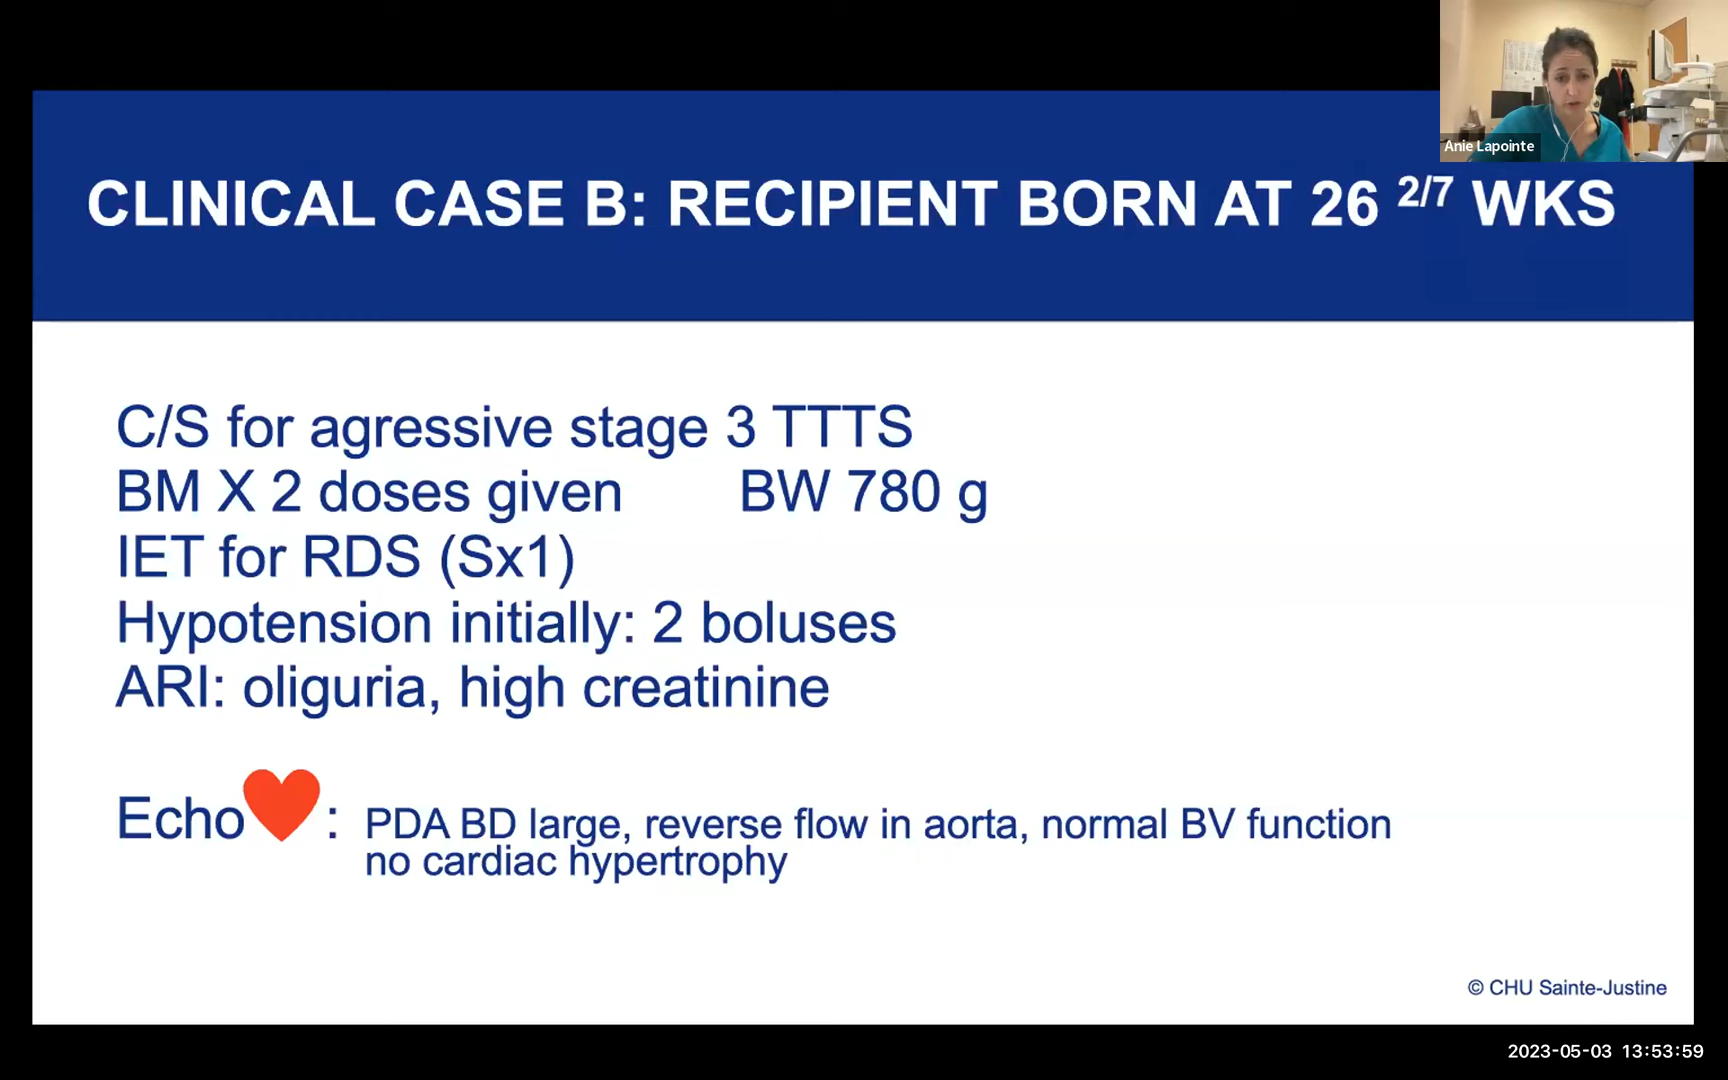 Anie Lapointe
CLINICAL CASE B: RECIPIENT BORN AT 26 2/7 WKS
C/S for agressive stage 3 TTTS
BM X 2 doses given BW 780 g
IET for RDS (Sx1)
Hypotension initially: 2 boluses
ARI: oliguria, high creatinine
Echo❤: PDA BD large, reverse flow in aorta, normal BV function
no cardiac hypertrophy
© CHU Sainte-Justine
2023-05-03 13:53:59